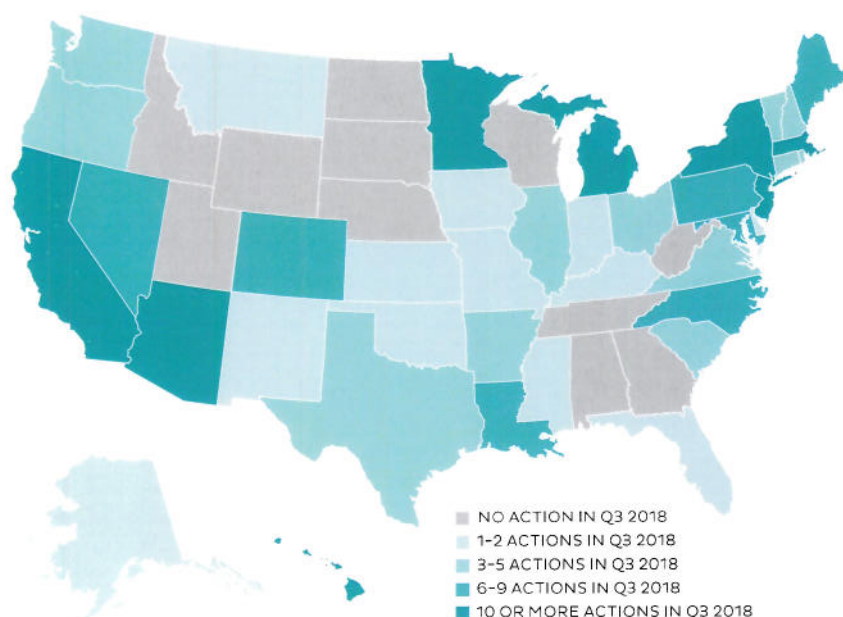 NO ACTION IN Q3 2018
1-2 ACTIONS IN Q3 2018
3-5 ACTIONS IN Q3 2018
6-9 ACTIONS IN Q3 2018
10 OR MORE ACTIONS IN Q3 2018